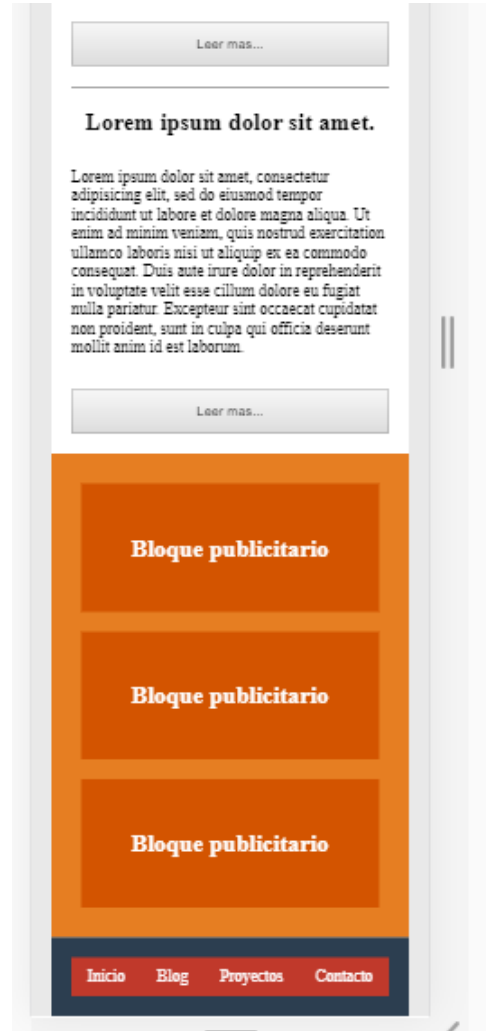 Leer mas...
Lorem ipsum dolor sit amet.
Lorem ipsum dolor sit amet, consectetur
adipisicing elit, sed do eiusmod tempor
incididunt ut labore et dolore magna aliqua. Ut
enim ad minim veniam, quis nostrud exercitation
ullamco laboris nisi ut aliquip ex ea commodo
consequat. Duis aute irure dolor in reprehenderit
in voluptate velit esse cillum dolore eu fugiat
nulla pariatur. Excepteur sint occaecat cupidatat
non proident, sunt in culpa qui officia deserunt
mollit anim id est laborum.
Leer mas...
Bloque publicitario
Bloque publicitario
Bloque publicitario
Inicio Blog Proyectos Contacto